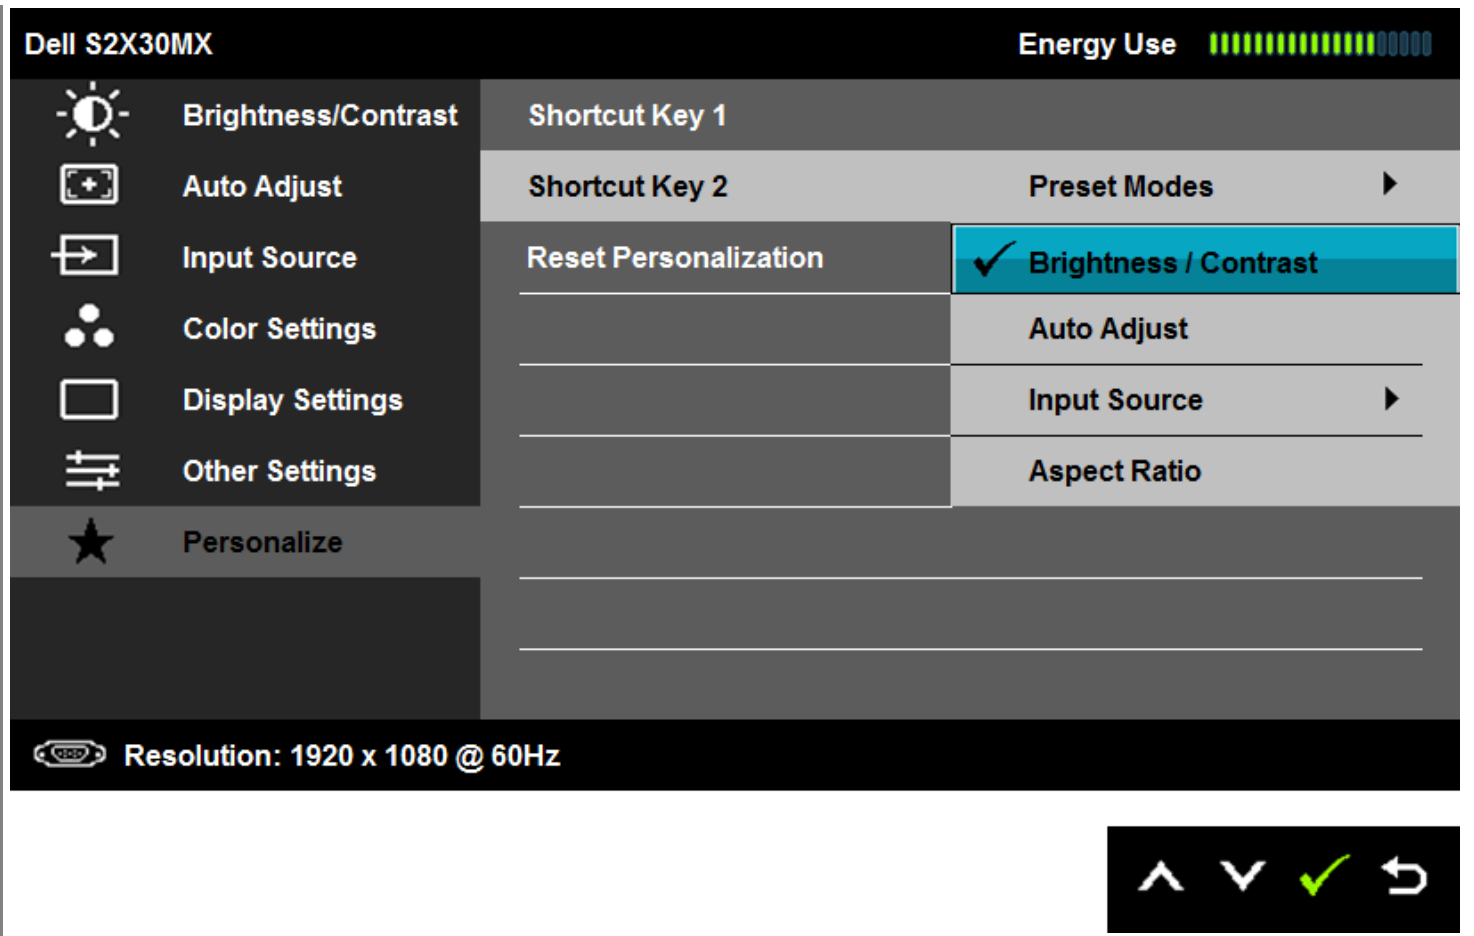 Dell S2X30MX
Energy Use
Brightness/Contrast
Shortcut Key 1
Auto Adjust
Shortcut Key 2
Preset Modes
Input Source
Reset Personalization
Brightness / Contrast
Color Settings
Auto Adjust
Display Settings
Input Source
Other Settings
Aspect Ratio
Personalize
Resolution: 1920 x 1080 @ 60Hz